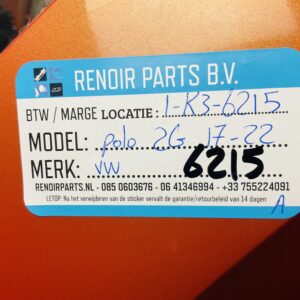 RENOIR PARTS B.V.
BTW / MARGE LOCATIE: 1-K3-6215
MODEL: polo 2G 17-22
MERK: VW 6215
RENOIRPARTS.NL - 085 0603676 - 06 41346994 - +33 755224091
LETOP: Na het verwijderen van de sticker vervalt de garantie/retourbeleid van 14 dagen
A